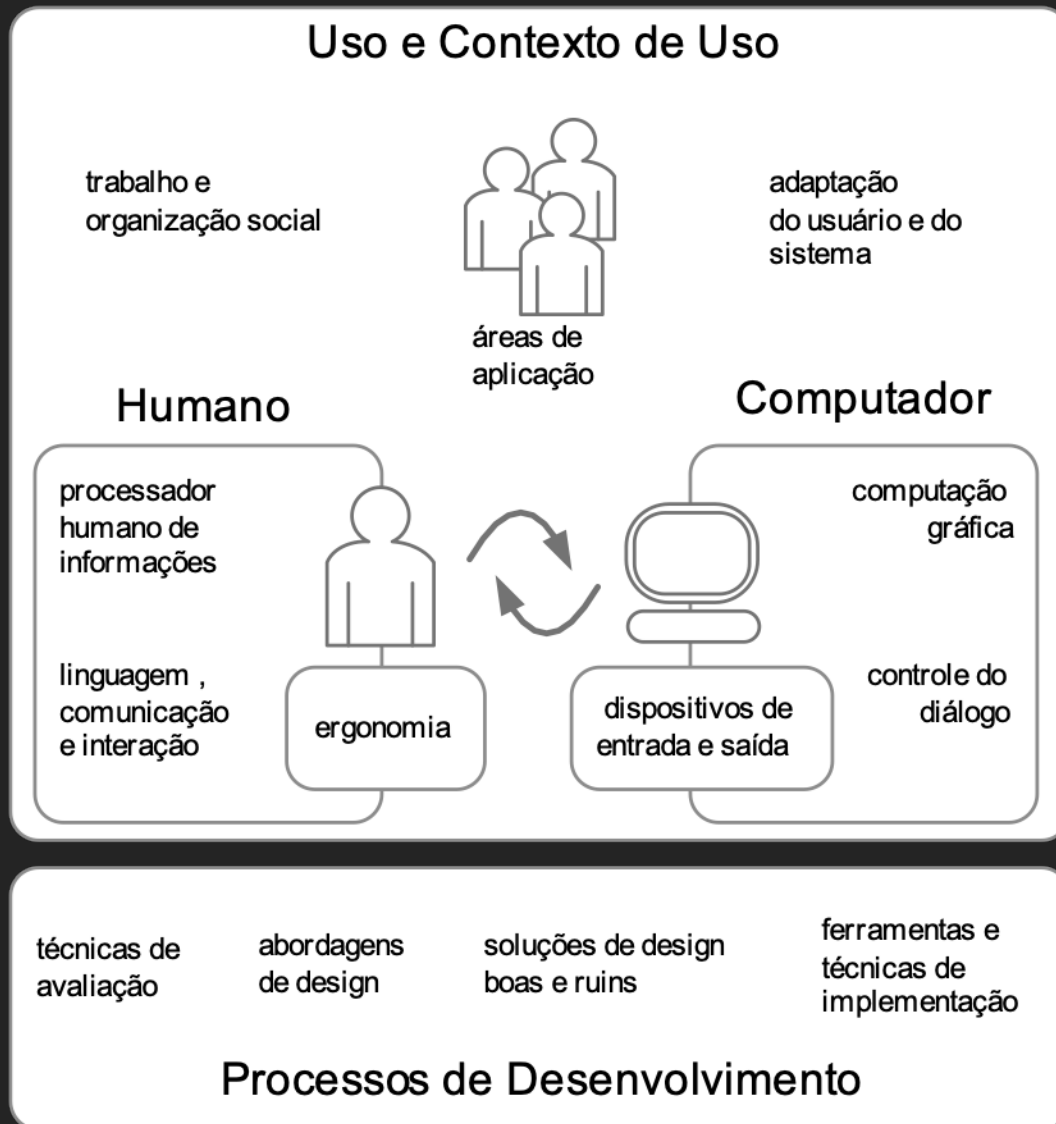 Uso e Contexto de Uso
trabalho e
organização social
adaptação
do usuário e do
sistema
áreas de
aplicação
Humano
Computador
processador
humano de
informações
linguagem ,
comunicação
e interação
ergonomia
computação
gráfica
dispositivos de
entrada e saída
controle do
diálogo
técnicas de
avaliação
abordagens
de design
soluções de design
boas e ruins
ferramentas e
técnicas de
implementação
Processos de Desenvolvimento